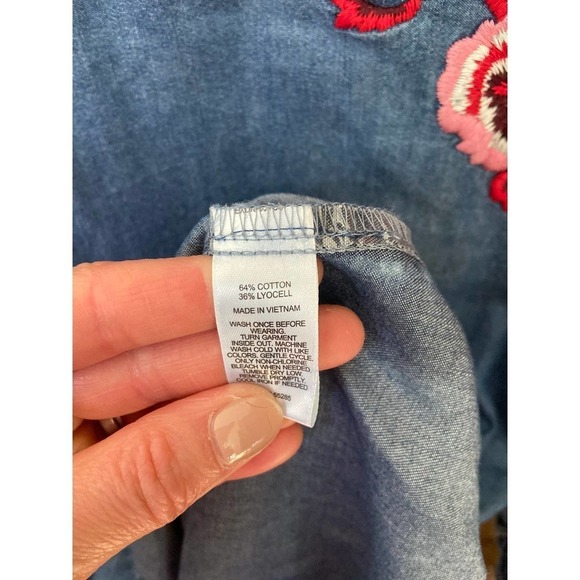 64% COTTON
36% LYOCELL
MADE IN VIETNAM
WASH ONCE BEFORE
WEARING.
TURN GARMENT
INSIDE OUT. MACHINE
WASH COLD WITH LIKE
COLORS. GENTLE CYCLE.
ONLY NON-CHLORINE
BLEACH WHEN NEEDED.
TUMBLE DRY LOW.
REMOVE PROMPTLY.
COOL IRON IF NEEDED